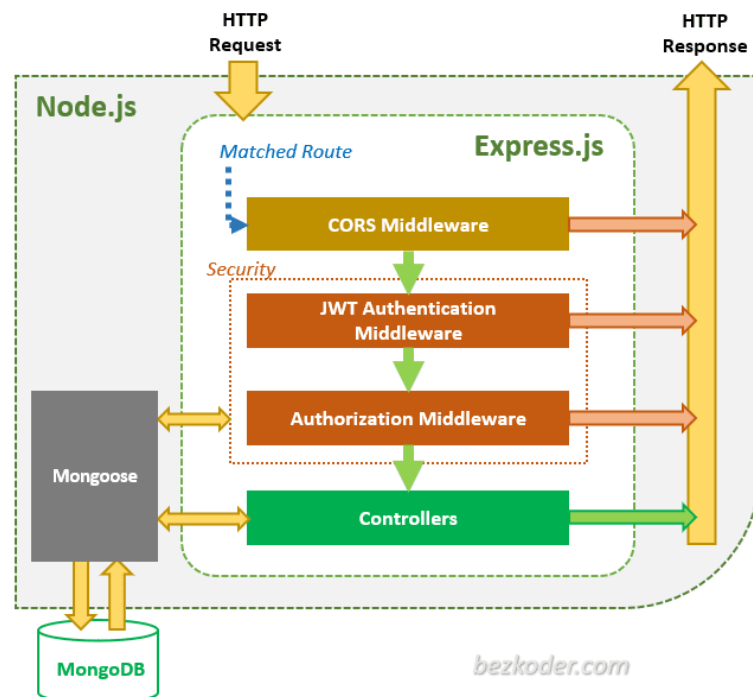 HTTP
Request
HTTP
Response
Node.js
Express.js
Matched Route
CORS Middleware
Security
JWT Authentication
Middleware
Authorization Middleware
Mongoose
Controllers
MongoDB
bezkoder.com